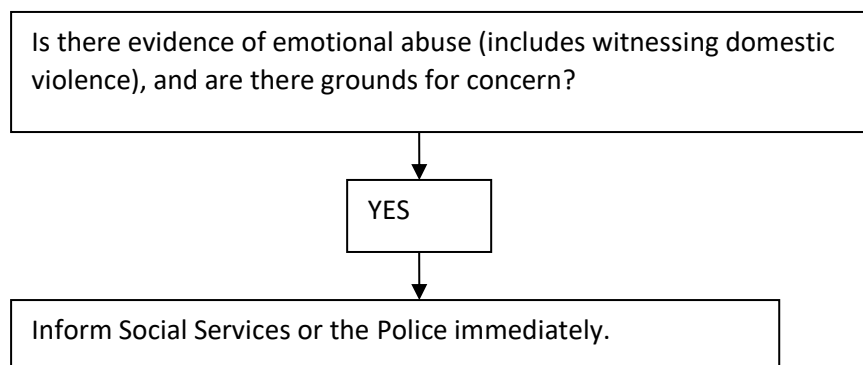 Is there evidence of emotional abuse (includes witnessing domestic
violence), and are there grounds for concern?
YES
Inform Social Services or the Police immediately.